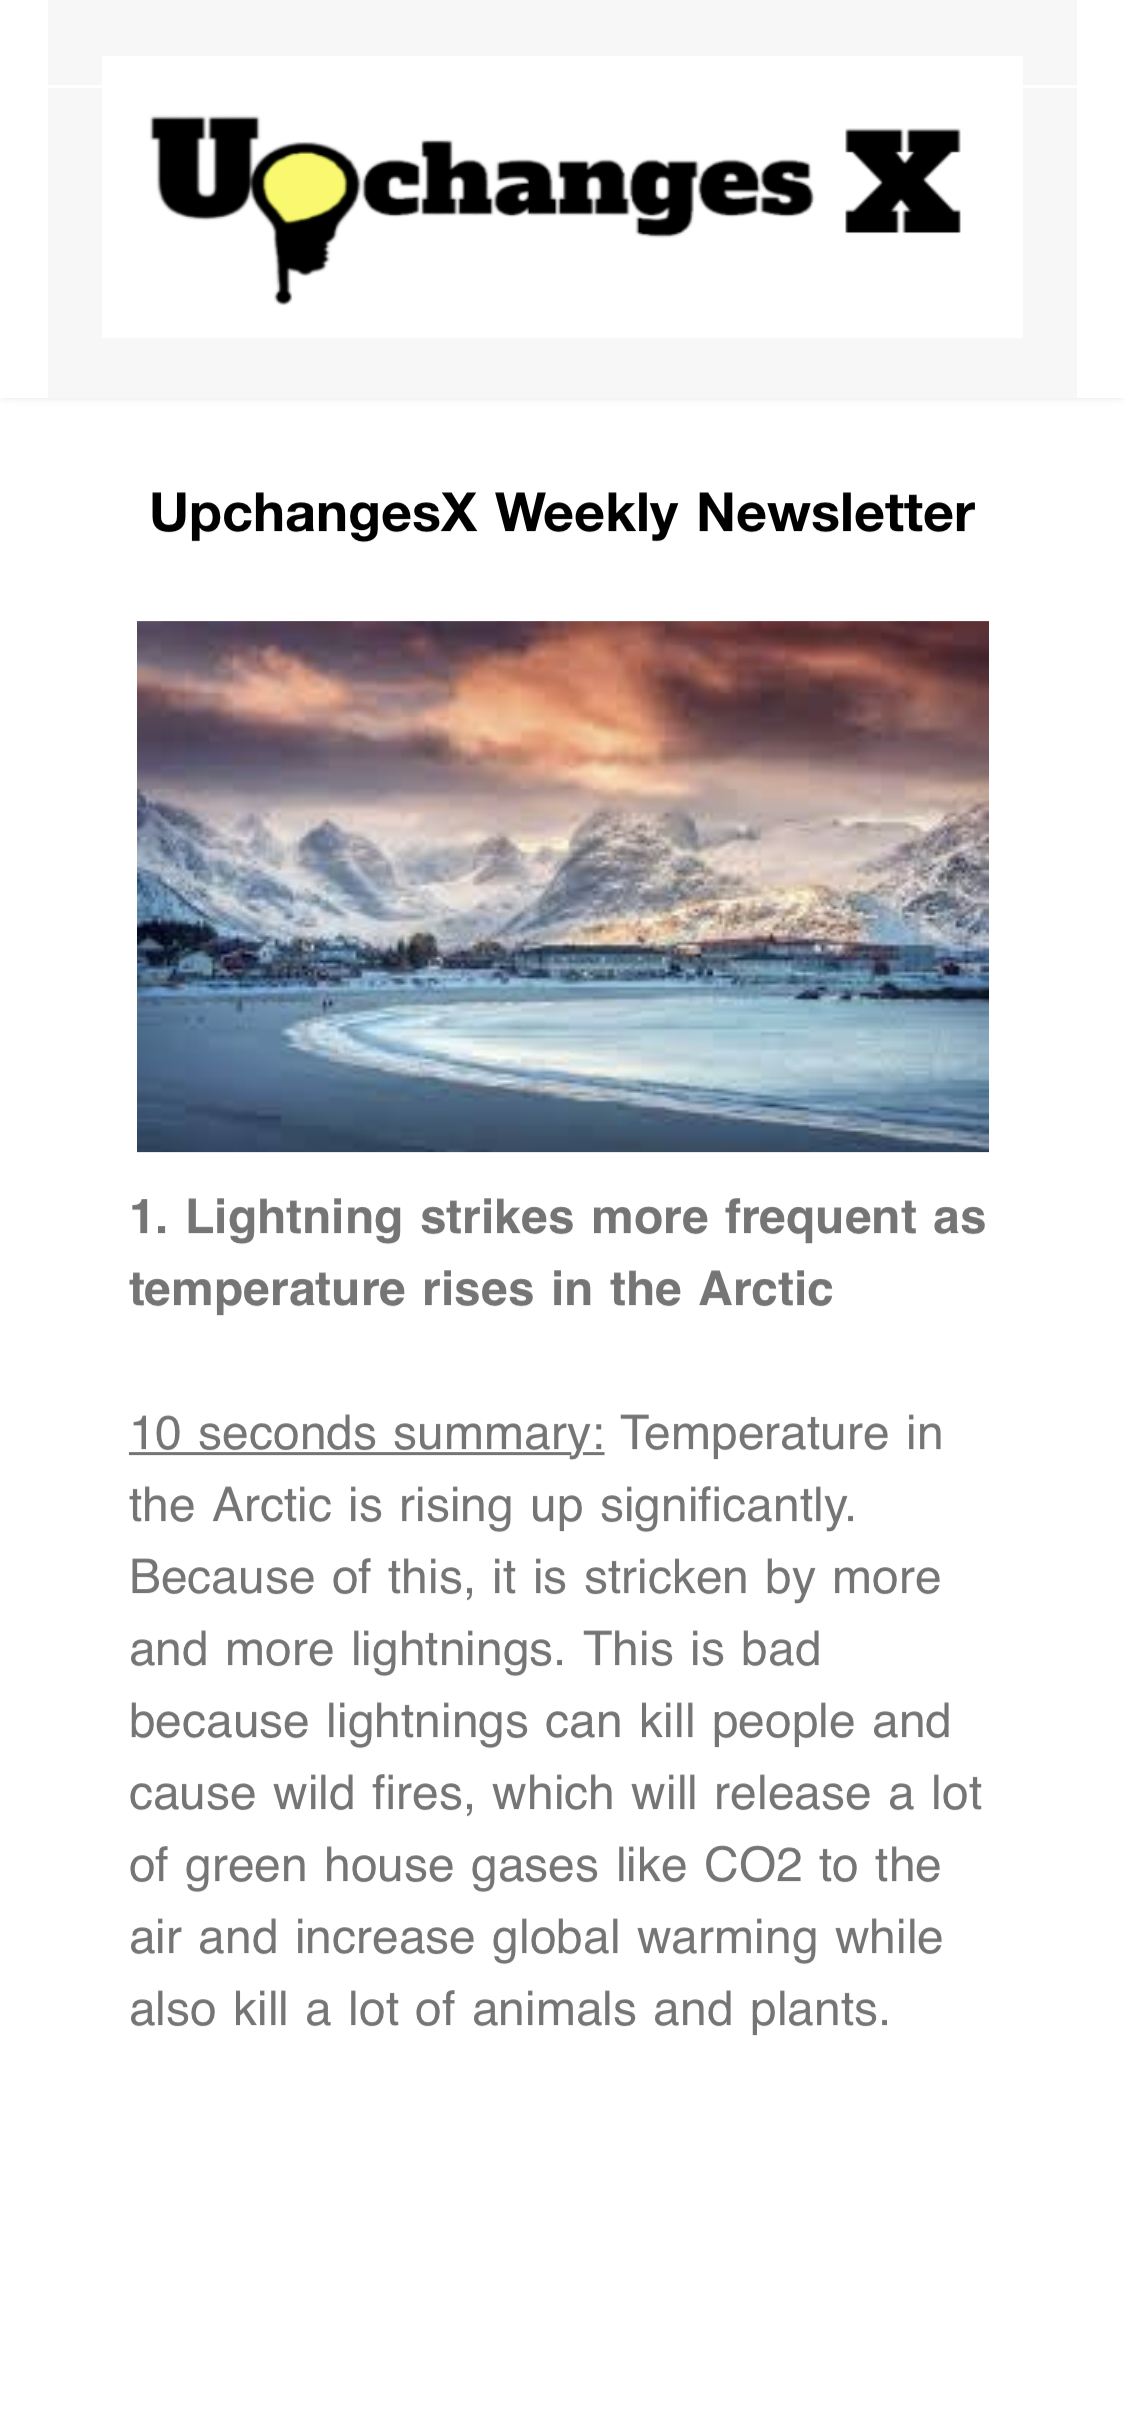 Upchanges X
UpchangesX Weekly Newsletter
1. Lightning strikes more frequent as
temperature rises in the Arctic
10 seconds summary: Temperature in
the Arctic is rising up significantly.
Because of this, it is stricken by more
and more lightnings. This is bad
because lightnings can kill people and
cause wild fires, which will release a lot
of green house gases like CO2 to the
air and increase global warming while
also kill a lot of animals and plants.